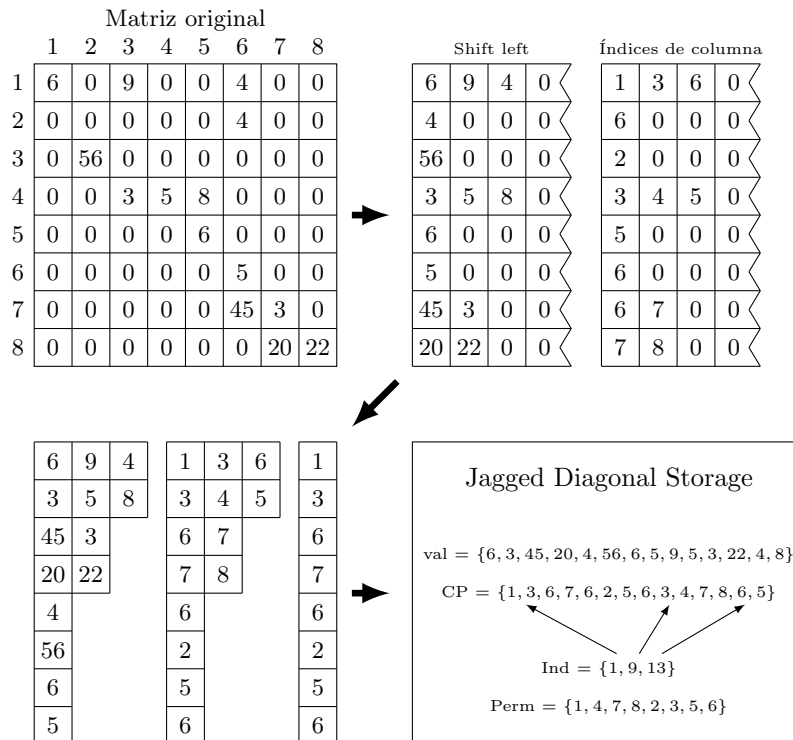 Matriz original
1 2 3 4 5 6 7 8
Shift left
Índices de columna
1 6 0 9 0 0 4 0 0
6 9 4 0
1 3 6 0
2 0 0 0 0 0 4 0 0
4 0 0 0
6 0 0 0
3 0 56 0 0 0 0 0 0
56 0 0 0
2 0 0 0
4 0 0 3 5 8 0 0 0
3 5 8 0
3 4 5 0
5 0 0 0 0 6 0 0 0
6 0 0 0
5 0 0 0
6 0 0 0 0 0 5 0 0
5 0 0 0
6 0 0 0
7 0 0 0 0 0 45 3 0
45 3 0 0
6 7 0 0
8 0 0 0 0 0 0 20 22
20 22 0 0
7 8 0 0
6 9 4
1 3 6
1
3 5 8
3 4 5
3
45 3
6 7
6
20 22
7 8
7
4
6
6
56
2
2
6
5
5
5
6
6
Jagged Diagonal Storage
val = {6, 3, 45, 20, 4, 56, 6, 5, 9, 5, 3, 22, 4, 8}
CP = {1, 3, 6, 7, 6, 2, 5, 6, 3, 4, 7, 8, 6, 5}
Ind = {1, 9, 13}
Perm = {1, 4, 7, 8, 2, 3, 5, 6}